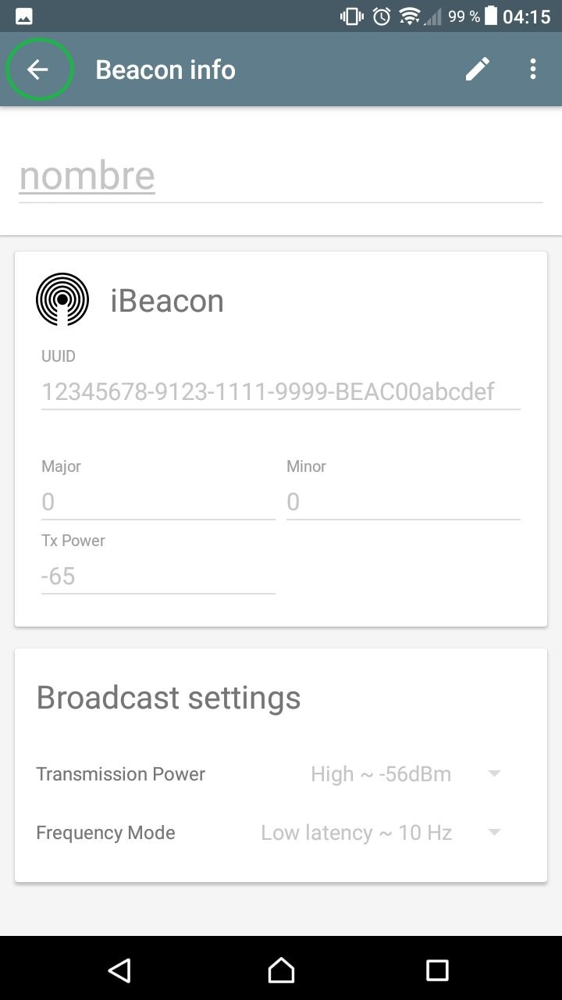 99 % 04:15
Beacon info
nombre
iBeacon
UUID
12345678-9123-1111-9999-BEAC00abcdef
Major Minor
0 0
Tx Power
-65
Broadcast settings
Transmission Power High ~ -56dBm
Frequency Mode Low latency ~ 10 Hz